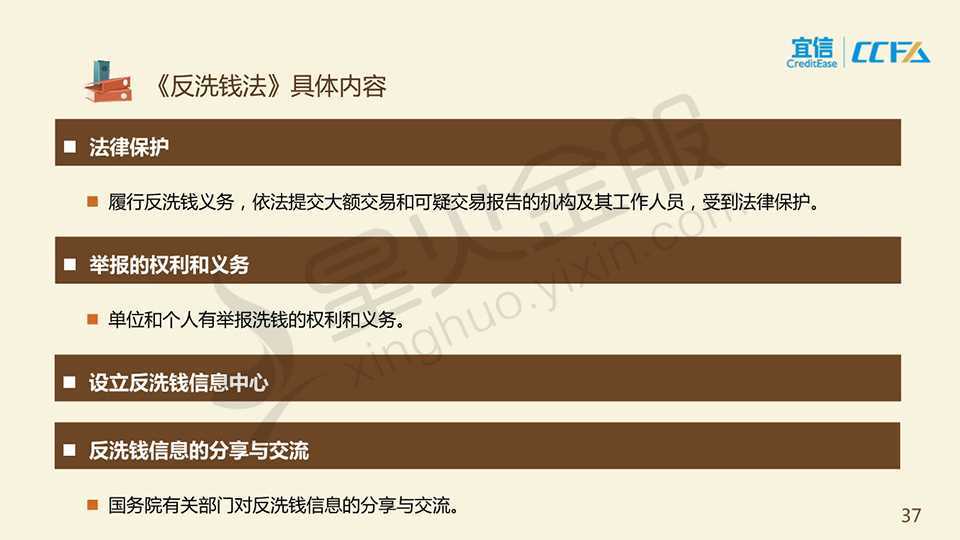 宜信
CreditEase
CCFA
《反洗钱法》具体内容
法律保护
履行反洗钱义务，依法提交大额交易和可疑交易报告的机构及其工作人员，受到法律保护。
举报的权利和义务
单位和个人有举报洗钱的权利和义务。
设立反洗钱信息中心
反洗钱信息的分享与交流
国务院有关部门对反洗钱信息的分享与交流。
星火金服
xinghuo.yixin.com
37